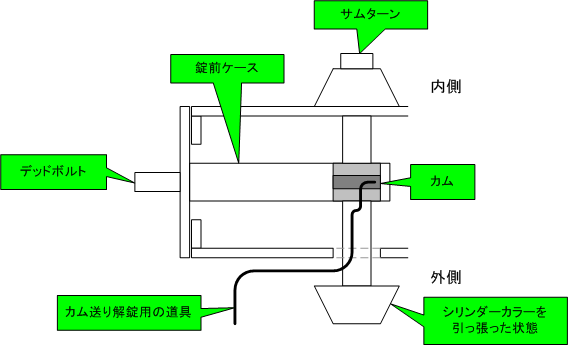 サムターン
錠前ケース
内側
デッドボルト
カム
外側
カム送り解錠用の道具
シリンダーカラーを
引っ張った状態